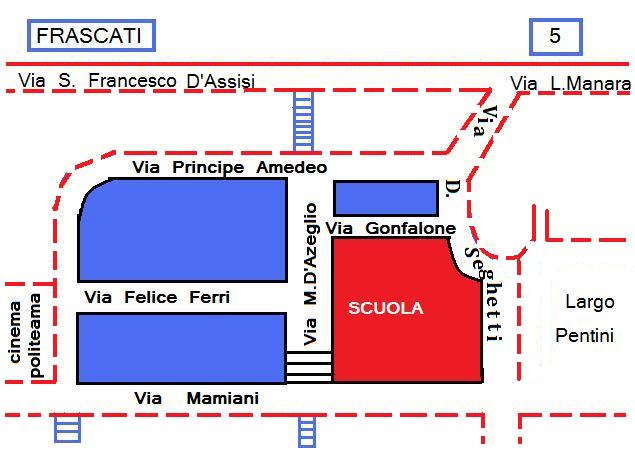 FRASCATI
5
Via S. Francesco D'Assisi
Via L.Manara
Via D. Seghetti
Via Principe Amedeo
Via Gonfalone
Via M.D'Azeglio
Via Felice Ferri
SCUOLA
cinema
politeama
Largo
Pentini
Via Mamiani